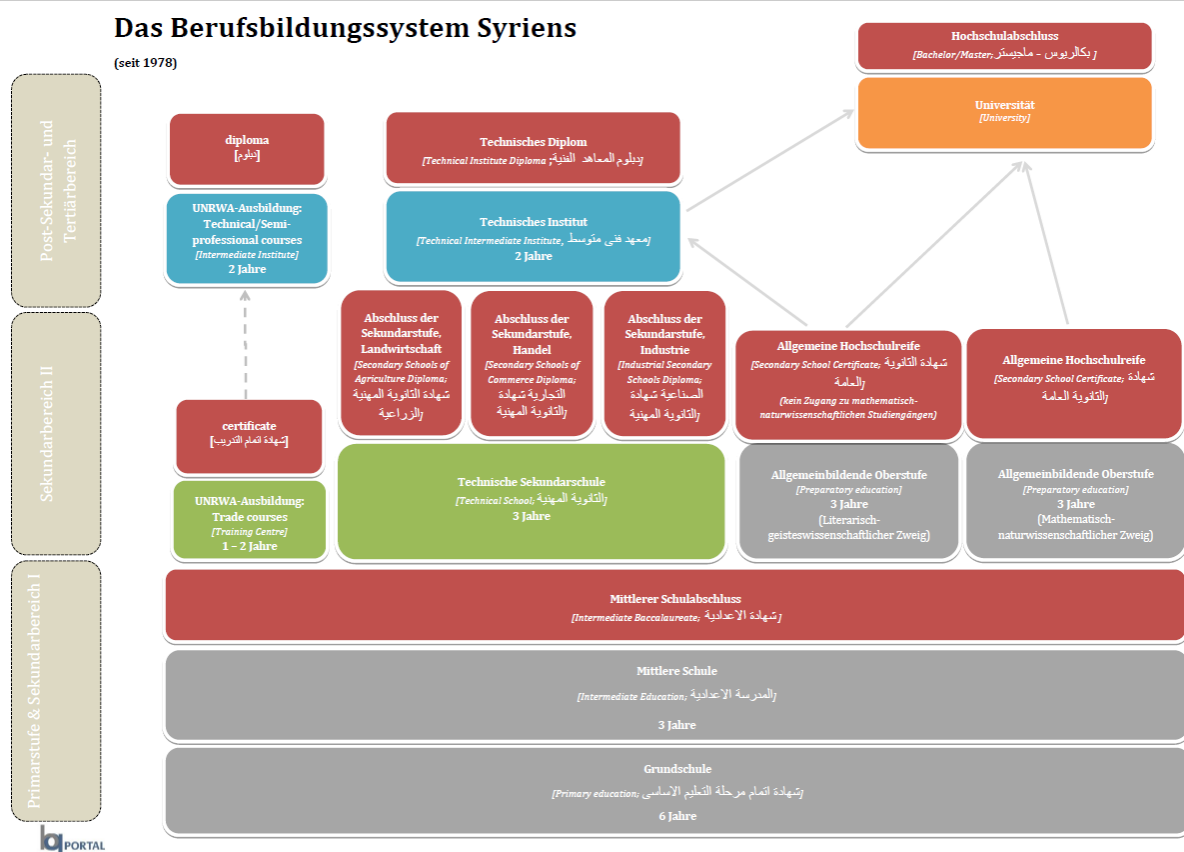 Das Berufsbildungssystem Syriens
(seit 1978)
Post-Sekundar- und
Tertiärbereich
Sekundarbereich II
Primarstufe & Sekundarbereich I
Hochschulabschluss
[Bachelor/Master; بكالريوس - ماجيستر ]
Universität
[University]
diploma
[دبلوم]
UNRWA-Ausbildung:
Technical/Semi-
professional courses
[Intermediate Institute]
2 Jahre
Technisches Diplom
[Technical Institute Diploma ;دبلوم المعاهد الفنية]
Technisches Institut
[Technical Intermediate Institute, معهد فني متوسط]
2 Jahre
certificate
[شهادة اتمام التدريب]
UNRWA-Ausbildung:
Trade courses
[Training Centre]
1 – 2 Jahre
Abschluss der
Sekundarstufe,
Landwirtschaft
[Secondary Schools of
Agriculture Diploma;
شهادة الثانوية المهنية
الزراعية]
Abschluss der
Sekundarstufe,
Handel
[Secondary Schools of
Commerce Diploma;
التجارية شهادة
الثانوية المهنية]
Abschluss der
Sekundarstufe,
Industrie
[Industrial Secondary
Schools Diploma;
الصناعية شهادة
الثانوية المهنية]
Technische Sekundarschule
[Technical School; الثانوية المهنية]
3 Jahre
Allgemeine Hochschulreife
[Secondary School Certificate; شهادة الثانوية
العامة]
(kein Zugang zu mathematisch-
naturwissenschaftlichen Studiengängen)
Allgemeinbildende Oberstufe
[Preparatory education]
3 Jahre
(Literarisch-
geisteswissenschaftlicher Zweig)
Allgemeine Hochschulreife
[Secondary School Certificate; شهادة
الثانوية العامة]
Allgemeinbildende Oberstufe
[Preparatory education]
3 Jahre
(Mathematisch-
naturwissenschaftlicher Zweig)
Mittlerer Schulabschluss
[Intermediate Baccalaureate; شهادة الاعدادية]
Mittlere Schule
[Intermediate Education; المدرسة الاعدادية]
3 Jahre
Grundschule
[Primary education; شهادة اتمام مرحلة التعليم الاساسى]
6 Jahre
bq PORTAL